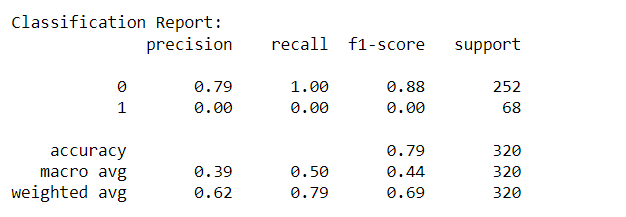 Classification Report:
precision recall f1-score support
0 0.79 1.00 0.88 252
1 0.00 0.00 0.00 68
accuracy 0.79 320
macro avg 0.39 0.50 0.44 320
weighted avg 0.62 0.79 0.69 320